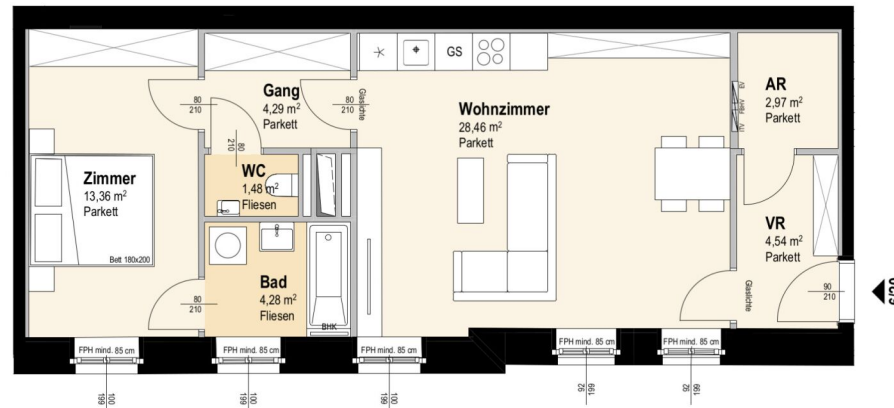 GS
Gang
4,29 m²
Parkett
80
210
80
210
Glaslichte
80
210
Wohnzimmer
28,46 m²
Parkett
AR
2,97 m²
Parkett
Zimmer
13,36 m²
Parkett
Bett 180x200
WC
1,48 m²
Fliesen
Bad
4,28 m²
Fliesen
80
210
BHK
VR
4,54 m²
Parkett
Glaslichte
90
210
FPH mind. 85 cm
FPH mind. 85 cm
FPH mind. 85 cm
FPH mind. 85 cm
FPH mind. 85 cm
100
199
100
199
100
199
92
199
92
199